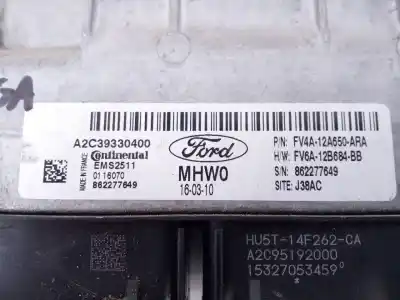 A2C39330400
Continental
EMS2511
0116070
862277649
MADE IN FRANCE
Ford
MHW0
16-03-10
P/N: FV4A-12A650-ARA
H/W: FV6A-12B684-BB
S/N: 862277649
SITE: J38AC
HU5T-14F262-CA
A2C95192000
15327053459